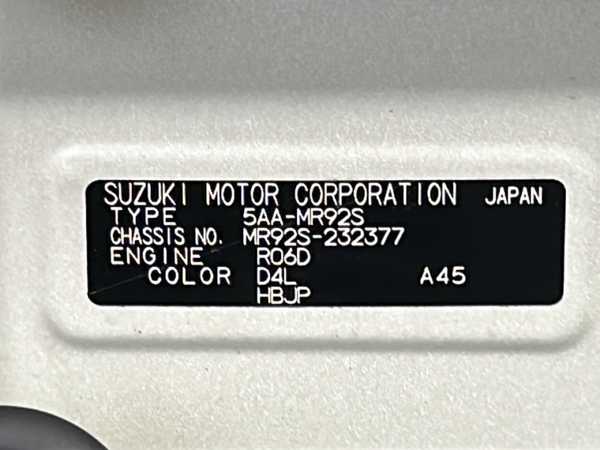 SUZUKI MOTOR CORPORATION JAPAN
TYPE 5AA-MR92S
CHASSIS NO. MR92S-232377
ENGINE R06D
COLOR D4L A45
HBJP